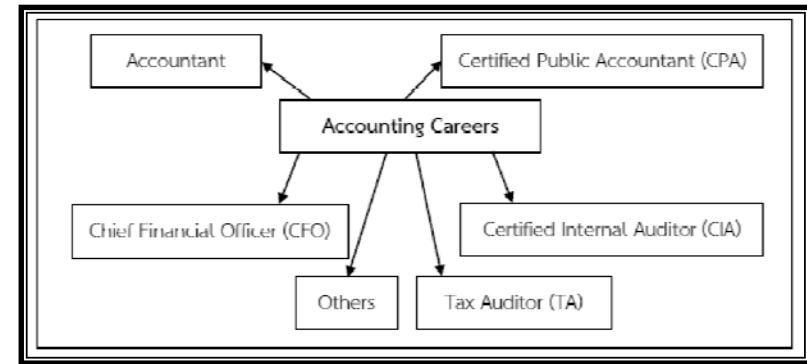 Accountant
Certified Public Accountant (CPA)
Accounting Careers
Chief Financial Officer (CFO)
Certified Internal Auditor (CIA)
Others
Tax Auditor (TA)